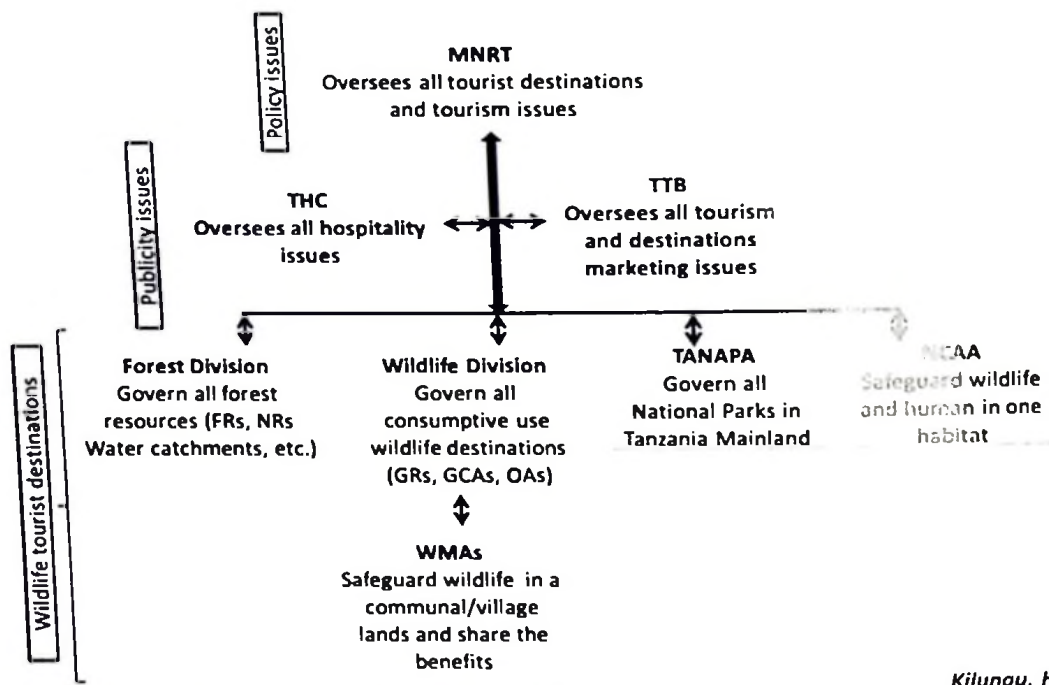 Policy issues
MNRT
Oversees all tourist destinations
and tourism issues
Publicity issues
THC
Oversees all hospitality
issues
TTB
Oversees all tourism
and destinations
marketing issues
Wildlife tourist destinations
Forest Division
Govern all forest
resources (FRs, NRs
Water catchments, etc.)
Wildlife Division
Govern all
consumptive use
wildlife destinations
(GRs, GCAs, OAs)
TANAPA
Govern all
National Parks in
Tanzania Mainland
NCAA
Safeguard wildlife
and human in one
habitat
WMAs
Safeguard wildlife in a
communal/village
lands and share the
benefits